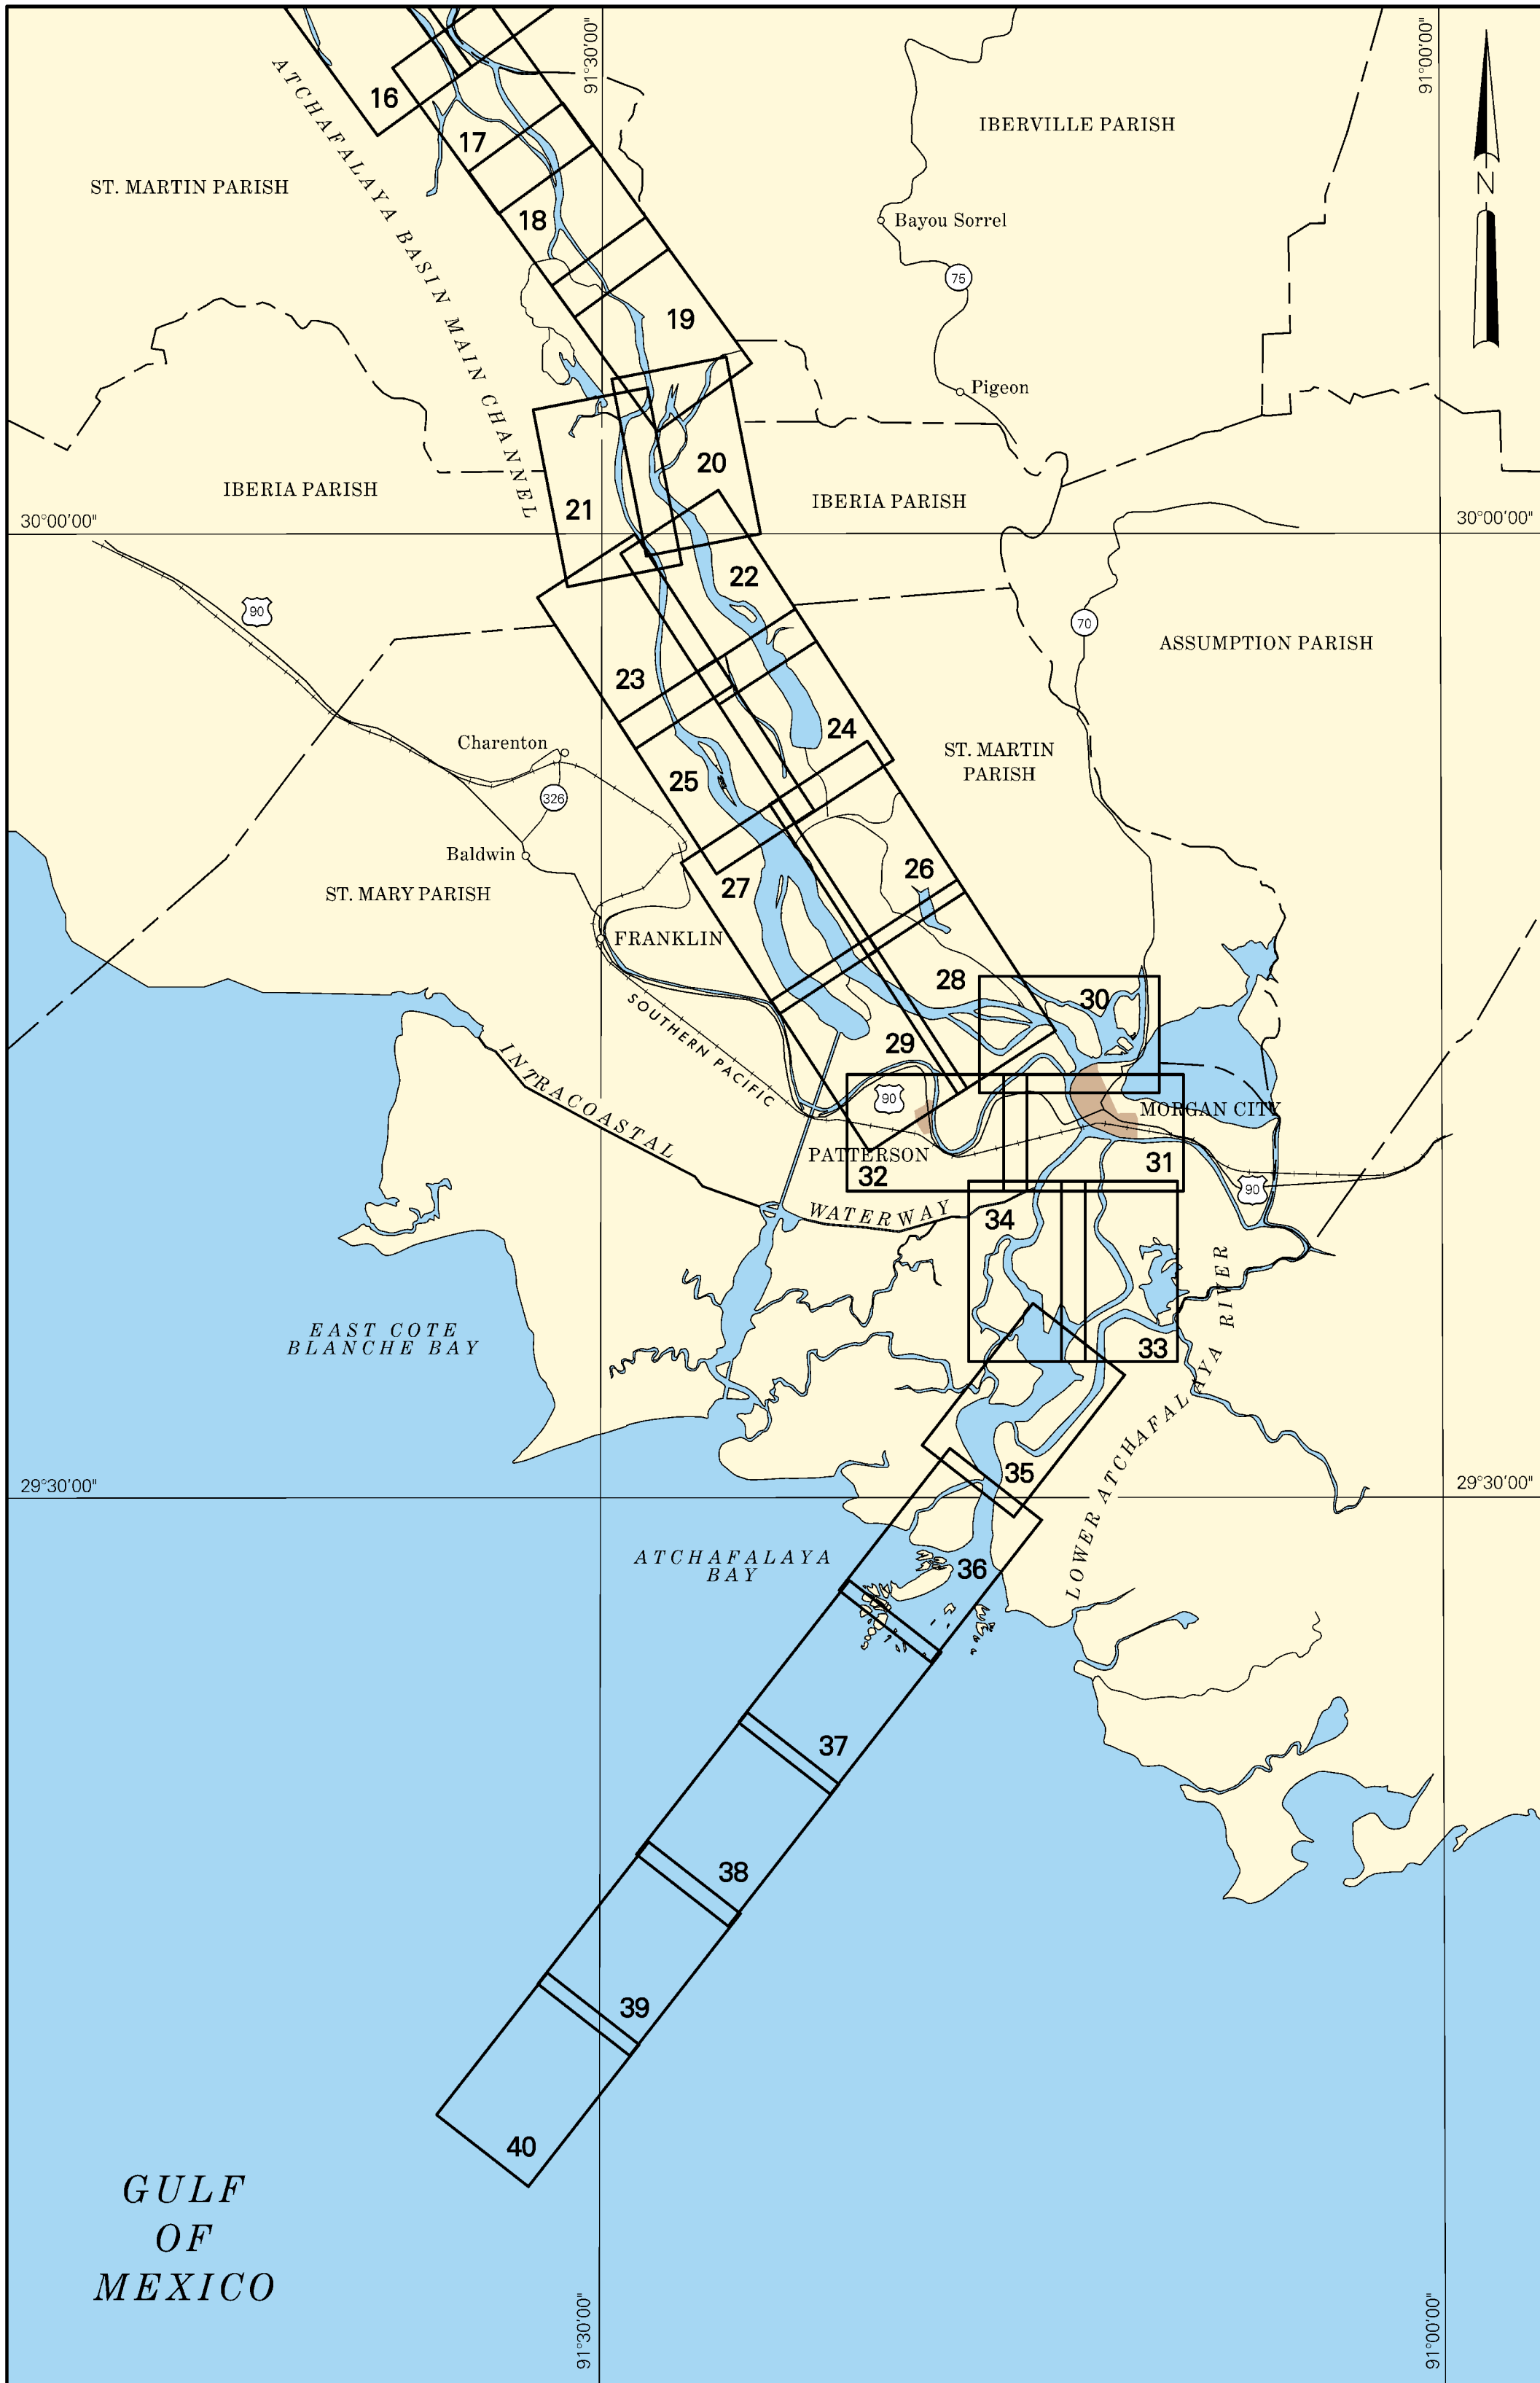 91°30'00"
91°00'00"
16
ATCHAFALAYA BASIN MAIN CHANNEL
IBERVILLE PARISH
17
N
ST. MARTIN PARISH
18
Bayou Sorrel
75
19
Pigeon
20
IBERIA PARISH
21
IBERIA PARISH
30°00'00"
30°00'00"
22
90
70
ASSUMPTION PARISH
23
24
Charenton
ST. MARTIN
PARISH
25
326
Baldwin
26
27
ST. MARY PARISH
FRANKLIN
28
30
SOUTHERN PACIFIC
29
INTRACOASTAL
90
MORGAN CITY
PATTERSON
31
32
90
WATERWAY
34
EAST COTE
BLANCHE BAY
33
LOWER ATCHAFALAYA RIVER
35
29°30'00"
29°30'00"
ATCHAFALAYA
BAY
36
37
38
39
40
GULF
OF
MEXICO
91°30'00"
91°00'00"